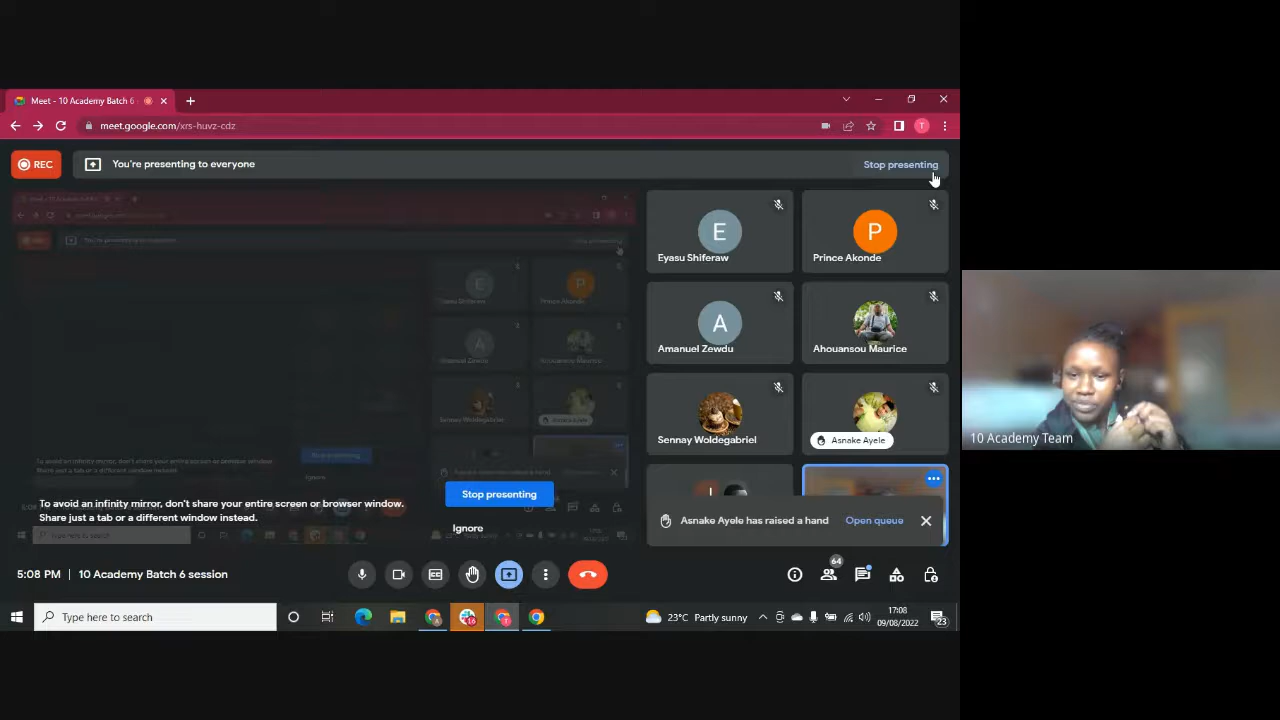 Meet - 10 Academy Batch 6
meet.google.com/xrs-huvz-cdz
REC
You're presenting to everyone
Stop presenting
E
Eyasu Shiferaw
P
Prince Akonde
A
Amanuel Zewdu
Ahouansou Maurice
Sennay Woldegabriel
Asnake Ayele
To avoid an infinity mirror, don't share your entire screen or browser window.
Share just a tab or a different window instead.
Stop presenting
Ignore
Asnake Ayele has raised a hand
Open queue
10 Academy Team
5:08 PM | 10 Academy Batch 6 session
64
Type here to search
16
T
23°C Partly sunny
17:08
09/08/2022
23